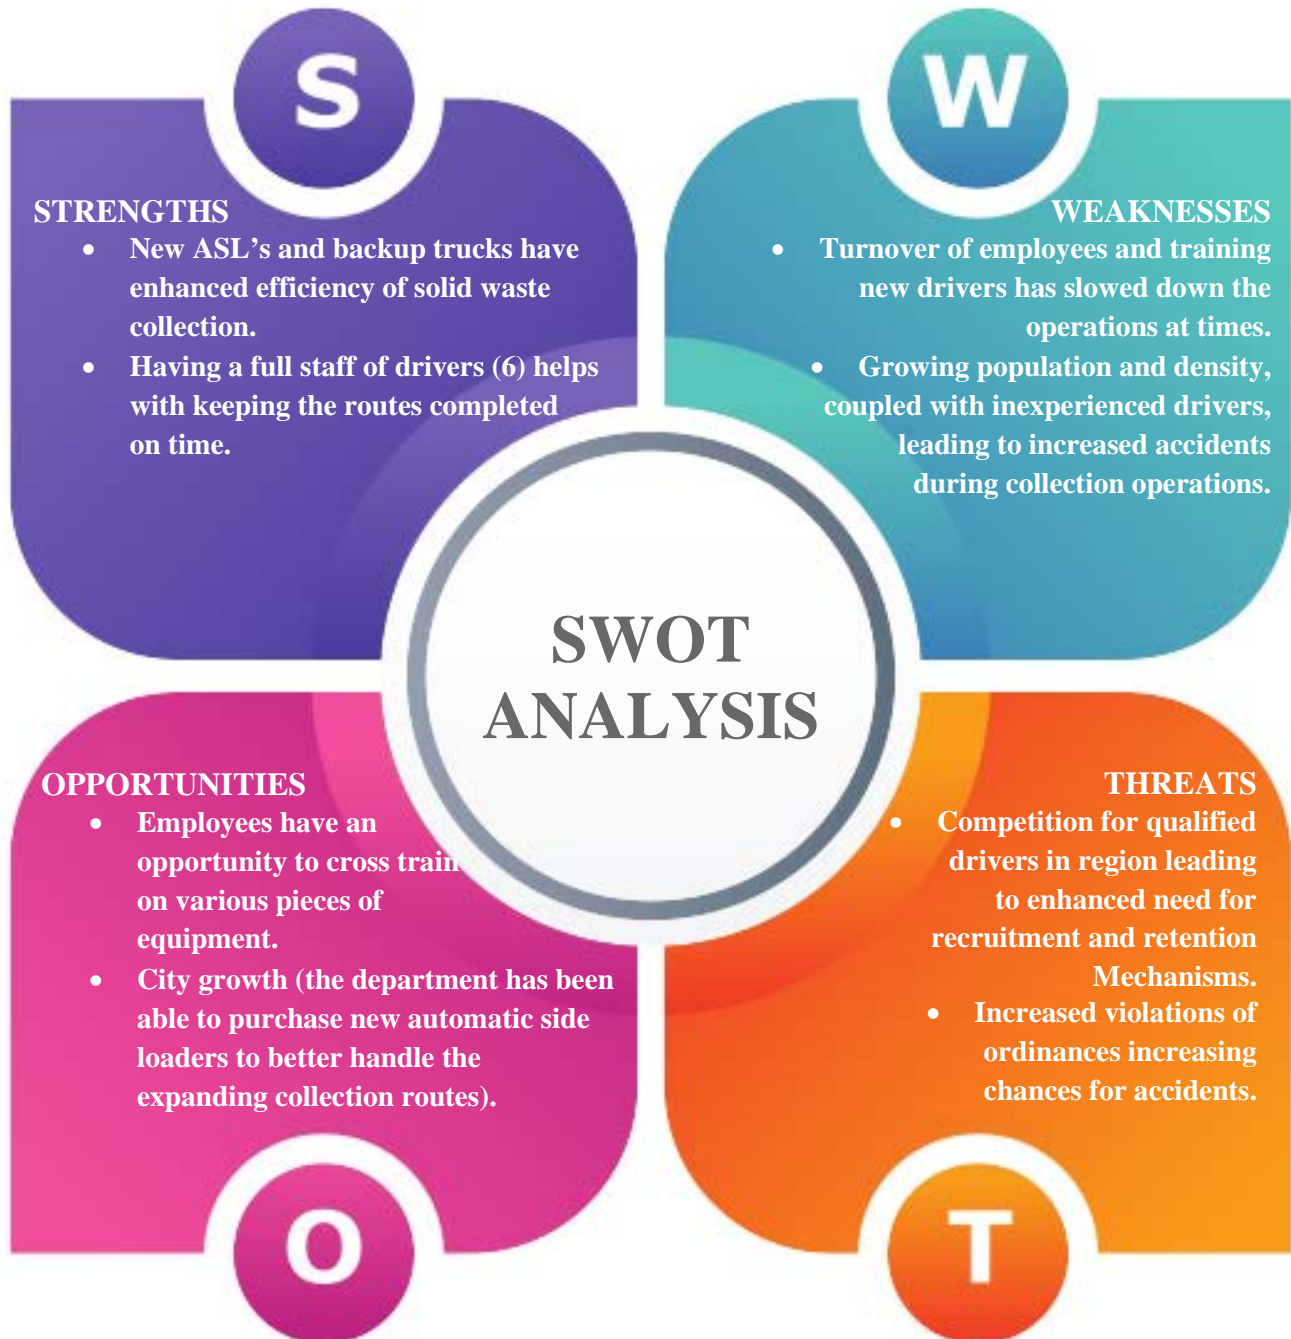 S
STRENGTHS
• New ASL’s and backup trucks have
enhanced efficiency of solid waste
collection.
• Having a full staff of drivers (6) helps
with keeping the routes completed
on time.
W
WEAKNESSES
• Turnover of employees and training
new drivers has slowed down the
operations at times.
• Growing population and density,
coupled with inexperienced drivers,
leading to increased accidents
during collection operations.
SWOT
ANALYSIS
OPPORTUNITIES
• Employees have an
opportunity to cross train
on various pieces of
equipment.
• City growth (the department has been
able to purchase new automatic side
loaders to better handle the
expanding collection routes).
O
THREATS
• Competition for qualified
drivers in region leading
to enhanced need for
recruitment and retention
Mechanisms.
• Increased violations of
ordinances increasing
chances for accidents.
T